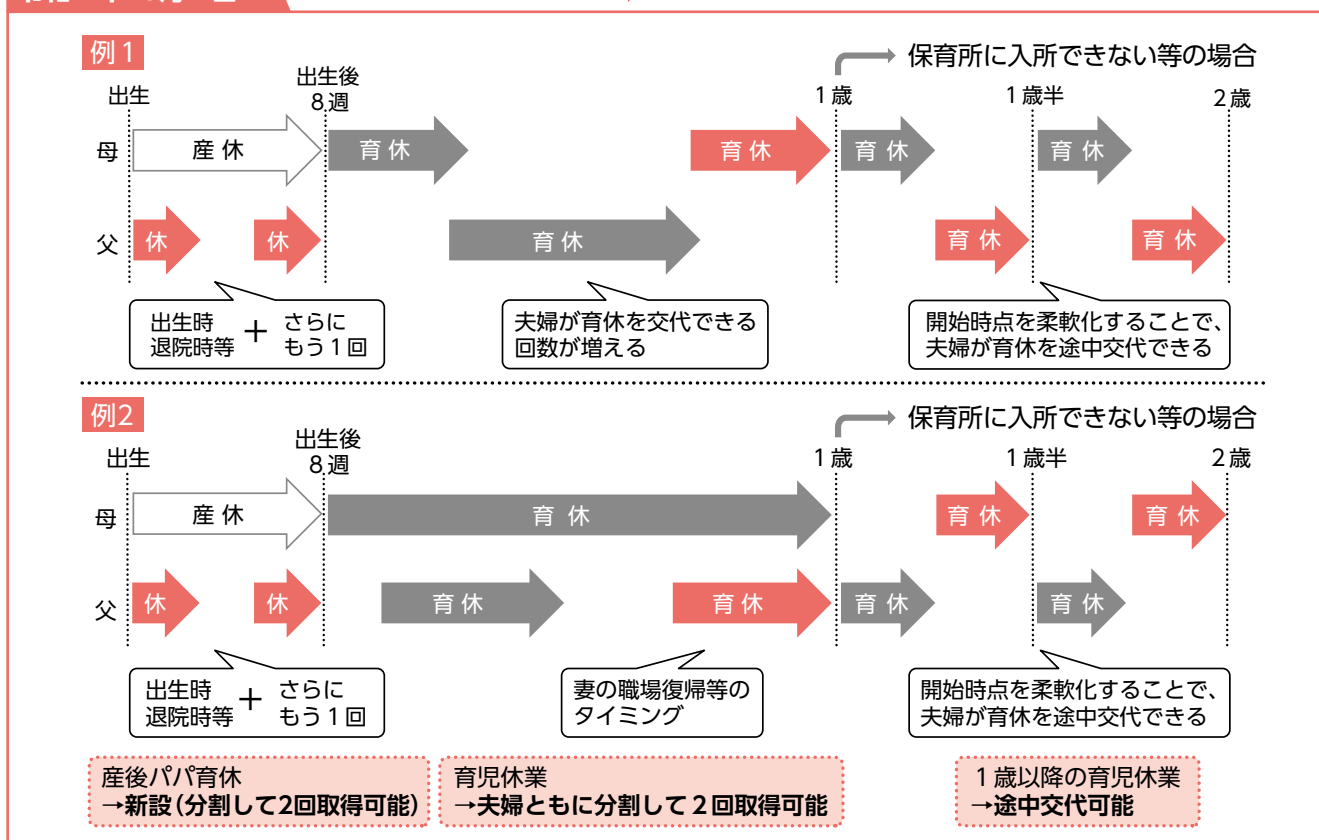 例1
保育所に入所できない等の場合
出生
出生後
8週
1歳
1歳半
2歳
母
産休
育休
育休
育休
育休
父
休
休
育休
育休
育休
出生時
退院時等
＋
さらに
もう1回
夫婦が育休を交代できる
回数が増える
開始時点を柔軟化することで、
夫婦が育休を途中交代できる
例2
保育所に入所できない等の場合
出生
出生後
8週
1歳
1歳半
2歳
母
産休
育休
育休
育休
父
休
休
育休
育休
育休
育休
出生時
退院時等
＋
さらに
もう1回
妻の職場復帰等の
タイミング
開始時点を柔軟化することで、
夫婦が育休を途中交代できる
産後パパ育休
→新設（分割して2回取得可能）
育児休業
→夫婦ともに分割して2回取得可能
1歳以降の育児休業
→途中交代可能